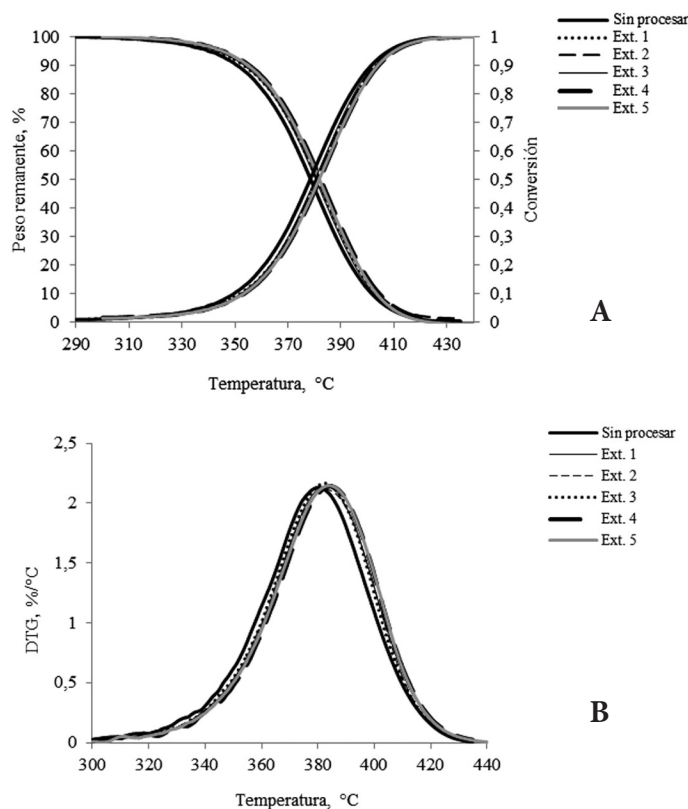 Sin procesar
Ext. 1
Ext. 2
Ext. 3
Ext. 4
Ext. 5
Peso remanente, %
100
90
80
70
60
50
40
30
20
10
0
Conversión
1
0,9
0,8
0,7
0,6
0,5
0,4
0,3
0,2
0,1
0
290 310 330 350 370 390 410 430
Temperatura, °C
A
Sin procesar
Ext. 1
Ext. 2
Ext. 3
Ext. 4
Ext. 5
DTG, %/°C
2,5
2
1,5
1
0,5
0
300 320 340 360 380 400 420 440
Temperatura, °C
B